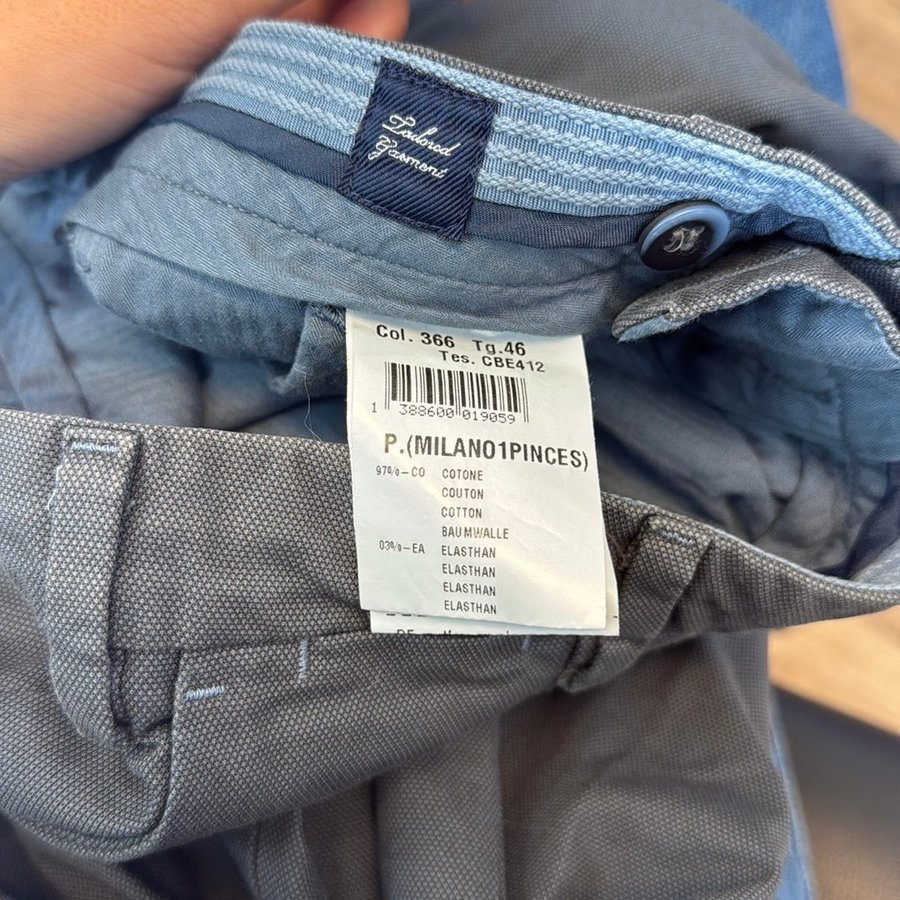 Tailored
garment
Col. 366 Tg.46
Tes. CBE412
1 388600 019059
P.(MILANO1PINCES)
97%-CO COTONE
COUTON
COTTON
BAUMWALLE
03%-EA ELASTHAN
ELASTHAN
ELASTHAN
ELASTHAN